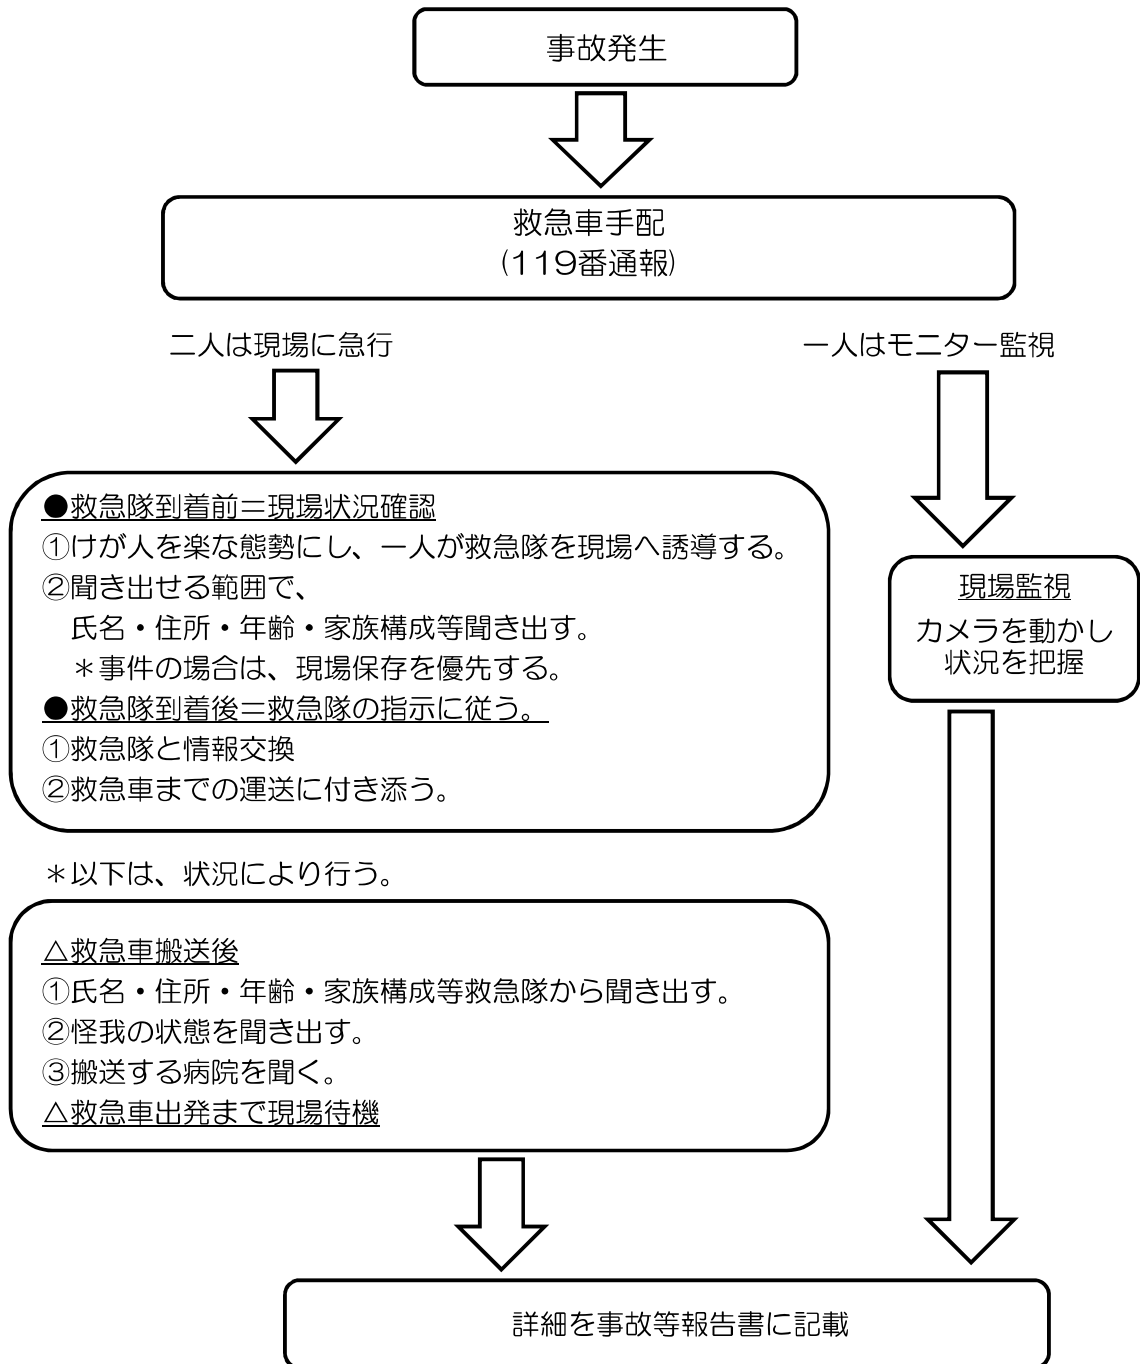 事故発生
救急車手配
(119番通報)
二人は現場に急行
一人はモニター監視
●救急隊到着前＝現場状況確認
①けが人を楽な態勢にし、一人が救急隊を現場へ誘導する。
②聞き出せる範囲で、
氏名・住所・年齢・家族構成等聞き出す。
＊事件の場合は、現場保存を優先する。
●救急隊到着後＝救急隊の指示に従う。
①救急隊と情報交換
②救急車までの運送に付き添う。
現場監視
カメラを動かし
状況を把握
＊以下は、状況により行う。
△救急車搬送後
①氏名・住所・年齢・家族構成等救急隊から聞き出す。
②怪我の状態を聞き出す。
③搬送する病院を聞く。
△救急車出発まで現場待機
詳細を事故等報告書に記載